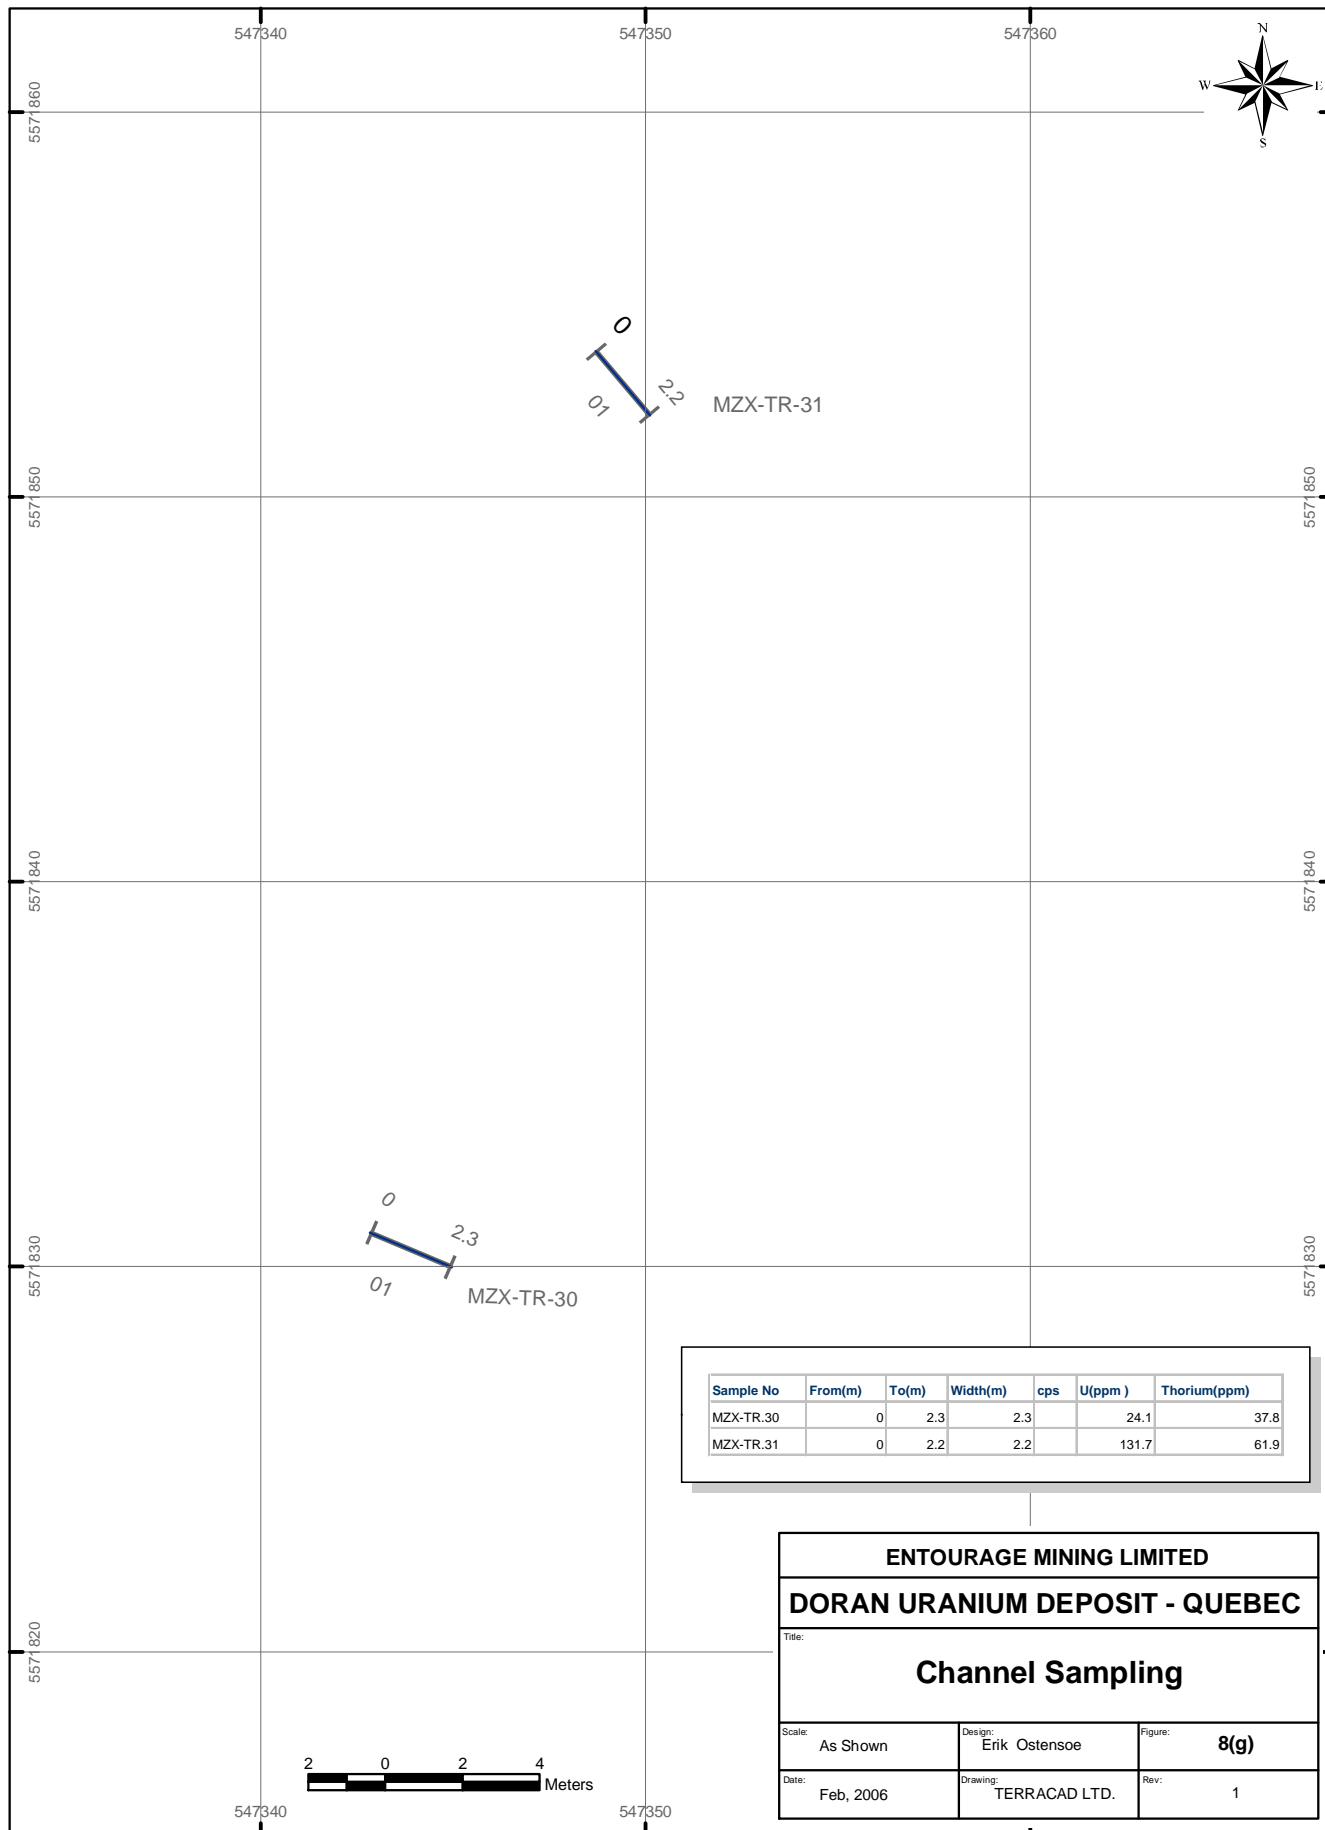 547340
547350
547360
N
W
E
S
5571860
0
2.2
01
MZX-TR-31
5571850
5571850
5571840
5571840
0
2.3
01
MZX-TR-30
5571830
5571830
Sample No From(m) To(m) Width(m) cps U(ppm ) Thorium(ppm)
MZX-TR.30 0 2.3 2.3 24.1 37.8
MZX-TR.31 0 2.2 2.2 131.7 61.9
ENTOURAGE MINING LIMITED
DORAN URANIUM DEPOSIT - QUEBEC
5571820
Title:
Channel Sampling
Scale: As Shown
Design: Erik Ostensoe
Figure: 8(g)
Date: Feb, 2006
Drawing: TERRACAD LTD.
Rev: 1
2 0 2 4
Meters
547340
547350